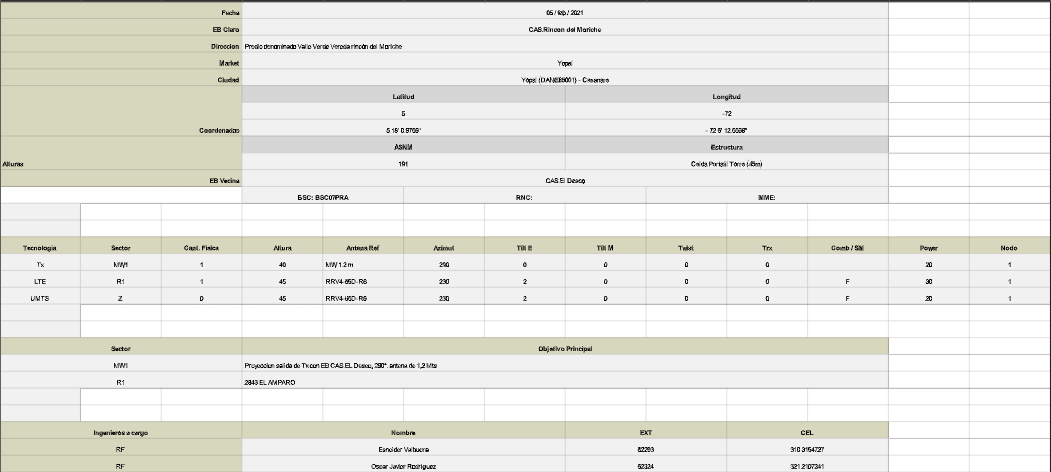 Fecha 05 / feb / 2021
EB Claro CAS.Rincon del Moriche
Direccion Predio denominado Valle Verde Vereda rincón del Moriche
Market Yopal
Ciudad Yopal (DANE85001) - Casanare
Latitud Longitud
5 -72
Coordenadas 5 18' 0.9769" - 72 6' 12.6558"
ASNM Estructura
Alturas 191 Celda Portatil Torre (45m)
EB Vecina CAS.El Deseo
BSC: BSC07PRA RNC: MME:
Tecnologia Sector Cant. Fisica Altura Antena Ref Azimut Tilt E Tilt M Twist Trx Comb / Split Power Nodo
Tx MW1 1 40 MW 1.2 m 290 0 0 0 0 20 1
LTE R1 1 45 RRV4-65D-R6 230 2 0 0 0 F 30 1
UMTS Z 0 45 RRV4-65D-R6 230 2 0 0 0 F 20 1
Sector Objetivo Principal
MW1 Proyeccion salida de Tx con EB CAS.EL Deseo, 290°. antena de 1,2 Mts
R1 2843 EL AMPARO
Ingenieros a cargo Nombre EXT CEL
RF Esneider Valbuena 62293 310 3154727
RF Oscar Javier Rodriguez 62324 321 2107341